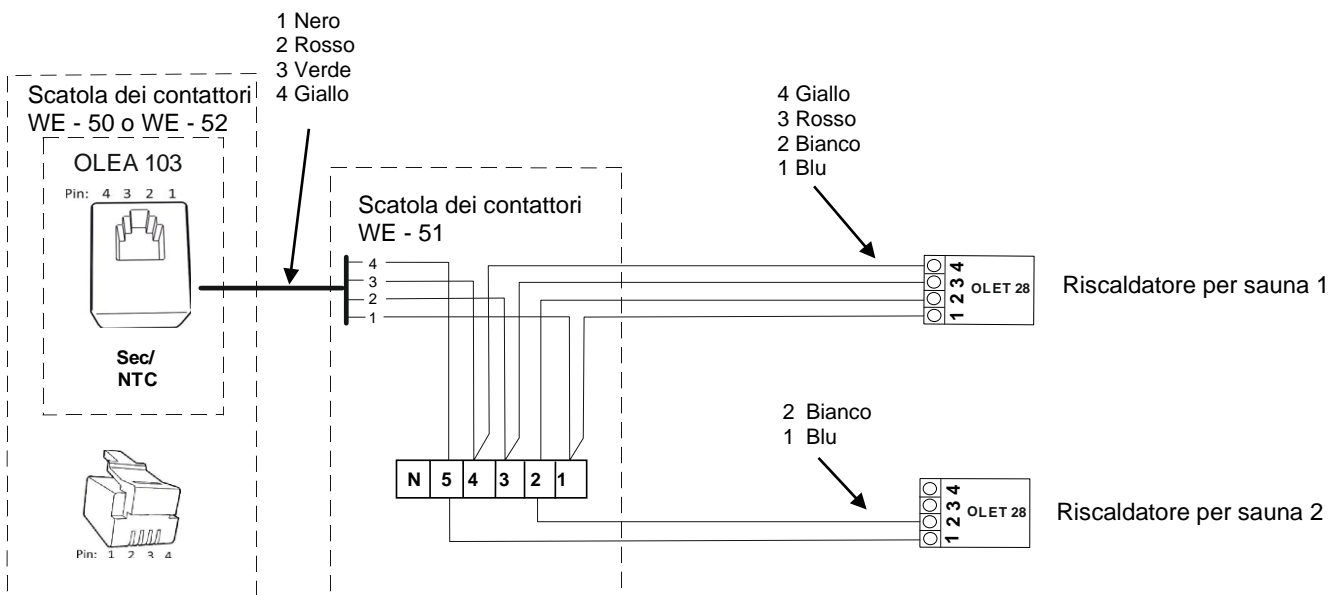 1 Nero
2 Rosso
3 Verde
4 Giallo
Scatola dei contattori
WE - 50 o WE - 52
OLEA 103
Pin: 4 3 2 1
Sec/
NTC
Pin: 1 2 3 4
Scatola dei contattori
WE - 51
4
3
2
1
N 5 4 3 2 1
4 Giallo
3 Rosso
2 Bianco
1 Blu
1 2 3 4
OLET 28
Riscaldatore per sauna 1
2 Bianco
1 Blu
1 2 3 4
OLET 28
Riscaldatore per sauna 2